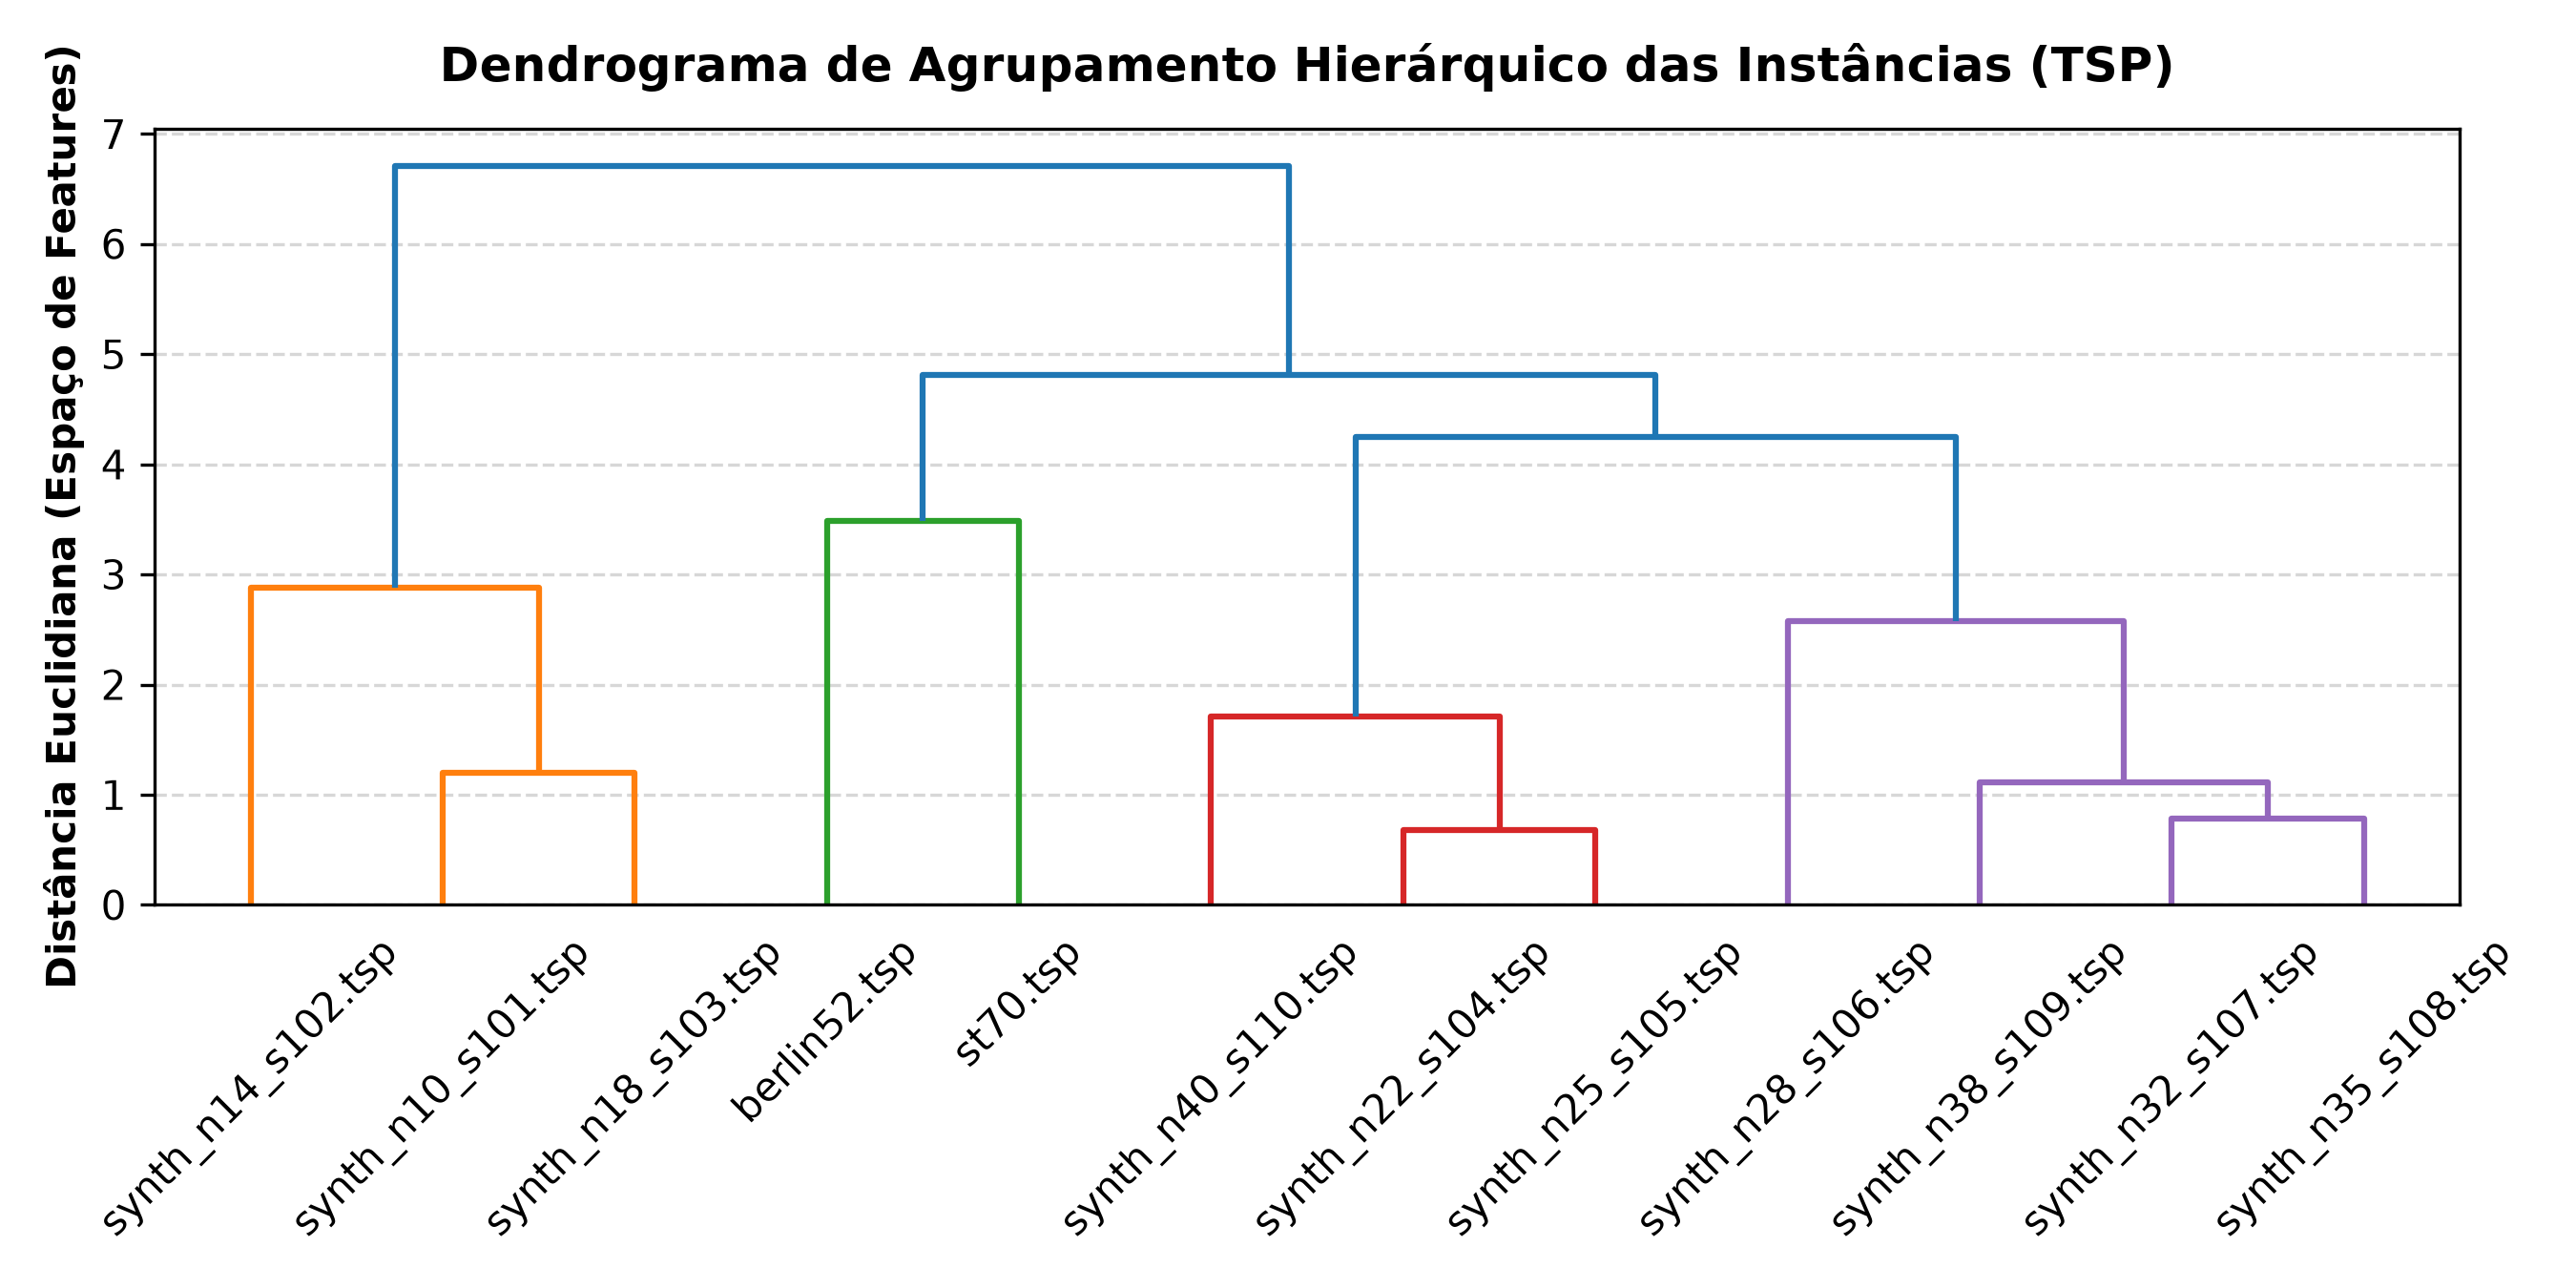 Dendrograma de Agrupamento Hierárquico das Instâncias (TSP)
Distância Euclidiana (Espaço de Features)
7
6
5
4
3
2
1
0
synth_n14_s102.tsp
synth_n10_s101.tsp
synth_n18_s103.tsp
berlin52.tsp
st70.tsp
synth_n40_s110.tsp
synth_n22_s104.tsp
synth_n25_s105.tsp
synth_n28_s106.tsp
synth_n38_s109.tsp
synth_n32_s107.tsp
synth_n35_s108.tsp